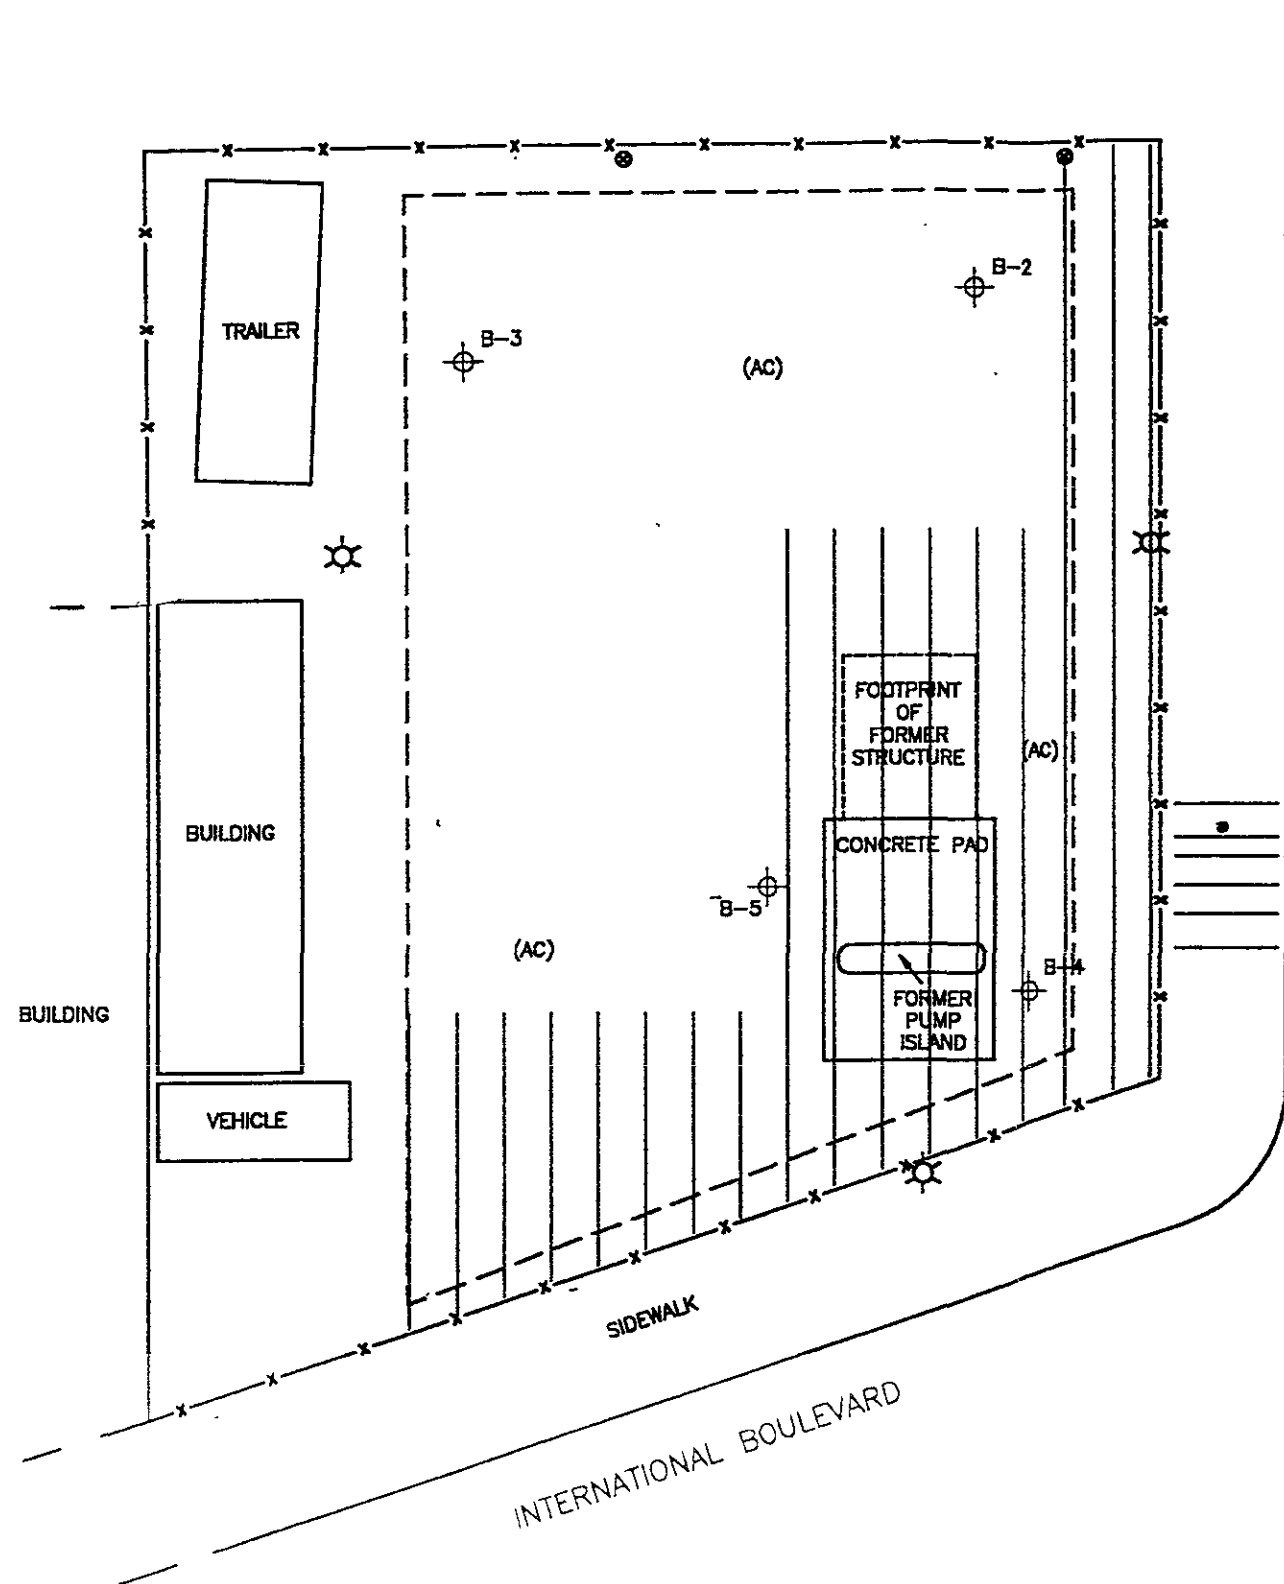 B-2
TRAILER
B-3
(AC)
FOOTPRINT
OF
FORMER
STRUCTURE
(AC)
BUILDING
CONCRETE PAD
B-5
(AC)
B-4
FORMER
PUMP
ISLAND
BUILDING
VEHICLE
SIDEWALK
INTERNATIONAL BOULEVARD